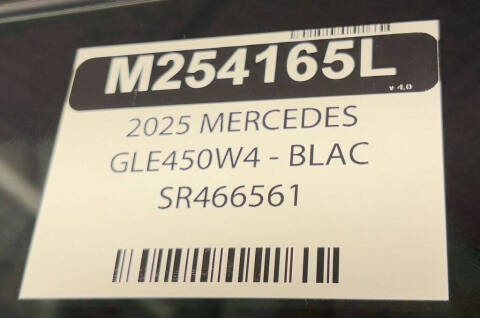 M254165L
v 4.0
2025 MERCEDES
GLE450W4 - BLAC
SR466561